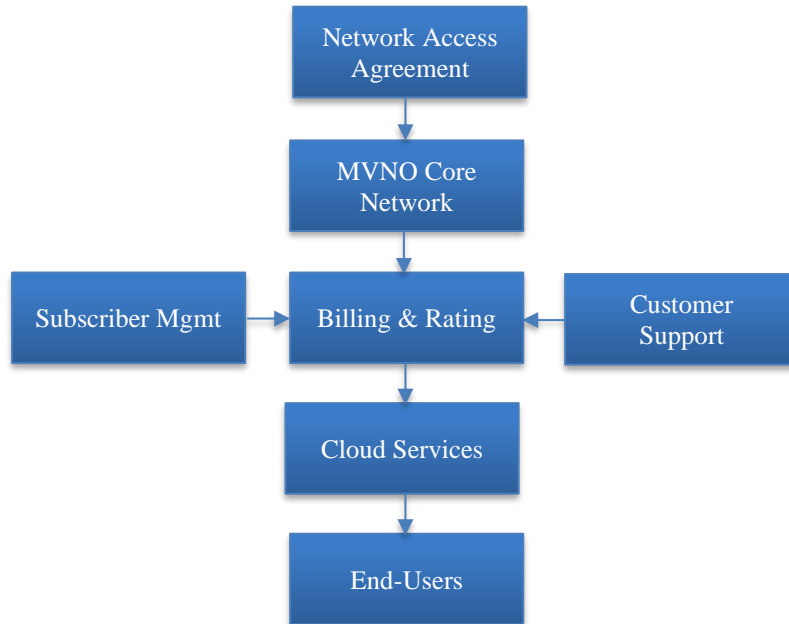 Network Access
Agreement
MVNO Core
Network
Subscriber Mgmt
Billing & Rating
Customer
Support
Cloud Services
End-Users